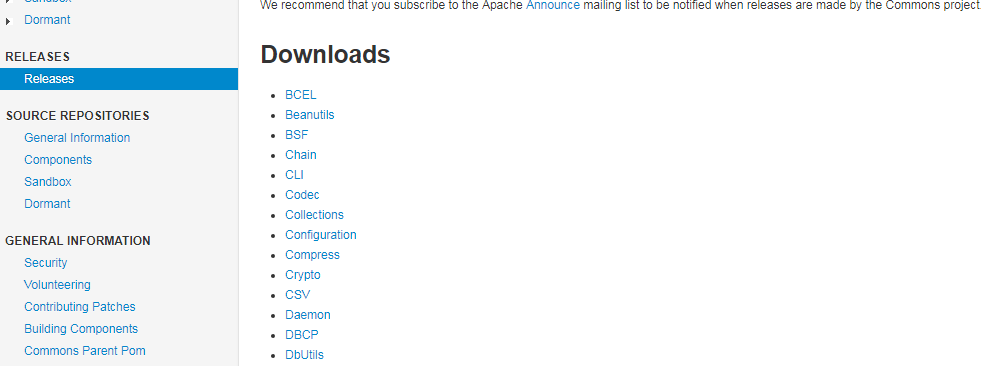 Sandbox
Dormant
RELEASES
Releases
SOURCE REPOSITORIES
General Information
Components
Sandbox
Dormant
GENERAL INFORMATION
Security
Volunteering
Contributing Patches
Building Components
Commons Parent Pom
We recommend that you subscribe to the Apache Announce mailing list to be notified when releases are made by the Commons project
Downloads
BCEL
Beanutils
BSF
Chain
CLI
Codec
Collections
Configuration
Compress
Crypto
CSV
Daemon
DBCP
DbUtils